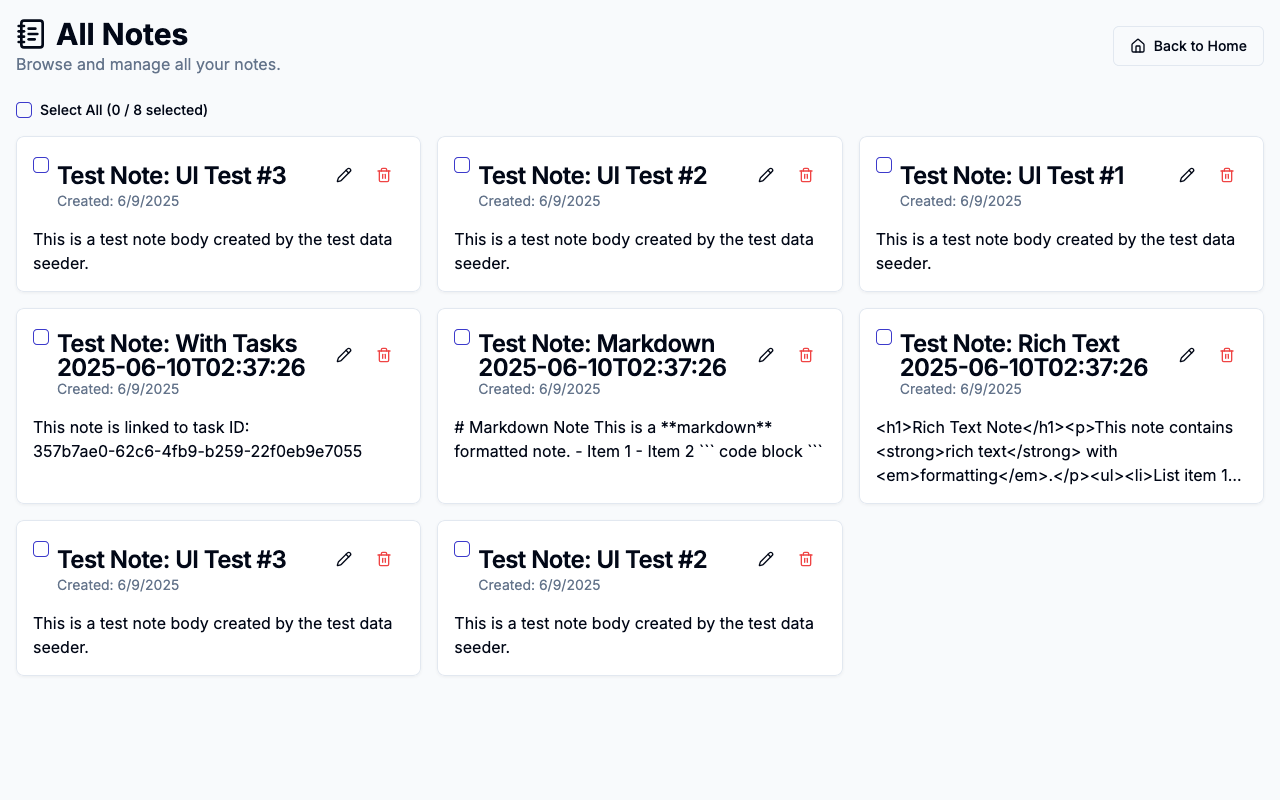 All Notes
Browse and manage all your notes.
Back to Home
Select All (0 / 8 selected)
Test Note: UI Test #3
Created: 6/9/2025
This is a test note body created by the test data
seeder.
Test Note: UI Test #2
Created: 6/9/2025
This is a test note body created by the test data
seeder.
Test Note: UI Test #1
Created: 6/9/2025
This is a test note body created by the test data
seeder.
Test Note: With Tasks
2025-06-10T02:37:26
Created: 6/9/2025
This note is linked to task ID:
357b7ae0-62c6-4fb9-b259-22f0eb9e7055
Test Note: Markdown
2025-06-10T02:37:26
Created: 6/9/2025
# Markdown Note This is a **markdown**
formatted note. - Item 1 - Item 2 ``` code block ```
Test Note: Rich Text
2025-06-10T02:37:26
Created: 6/9/2025
<h1>Rich Text Note</h1><p>This note contains
<strong>rich text</strong> with
<em>formatting</em>.</p><ul><li>List item 1...
Test Note: UI Test #3
Created: 6/9/2025
This is a test note body created by the test data
seeder.
Test Note: UI Test #2
Created: 6/9/2025
This is a test note body created by the test data
seeder.